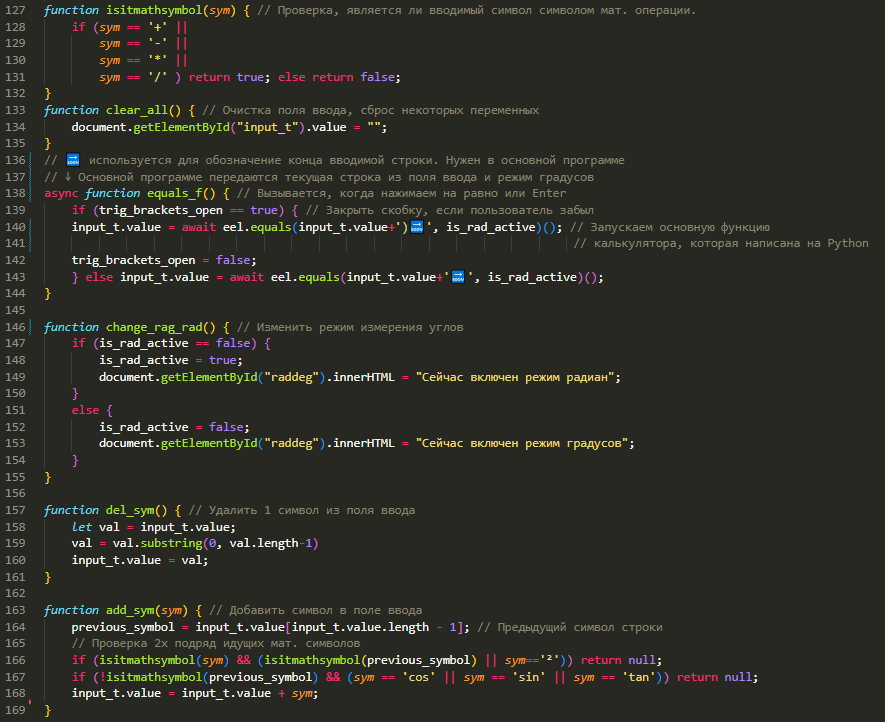 127 function isitmathsymbol(sym) { // Проверка, является ли вводимый символ символом мат. операции.
128     if (sym == '+' ||
129         sym == '-' ||
130         sym == '*' ||
131         sym == '/' ) return true; else return false;
132 }
133 function clear_all() { // Очистка поля ввода, сброс некоторых переменных
134     document.getElementById("input_t").value = "";
135 }
136 // 🔜 используется для обозначение конца вводимой строки. Нужен в основной программе
137 // ↓ Основной программе передаются текущая строка из поля ввода и режим градусов
138 async function equals_f() { // Вызывается, когда нажимаем на равно или Enter
139     if (trig_brackets_open == true) { // Закрыть скобку, если пользователь забыл
140     input_t.value = await eel.equals(input_t.value+')🔜', is_rad_active)(); // Запускаем основную функцию
141                                                                             // калькулятора, которая написана на Python
142     trig_brackets_open = false;
143     } else input_t.value = await eel.equals(input_t.value+'🔜', is_rad_active)();
144 }
145
146 function change_rag_rad() { // Изменить режим измерения углов
147     if (is_rad_active == false) {
148         is_rad_active = true;
149         document.getElementById("raddeg").innerHTML = "Сейчас включен режим радиан";
150     }
151     else {
152         is_rad_active = false;
153         document.getElementById("raddeg").innerHTML = "Сейчас включен режим градусов";
154     }
155 }
156
157 function del_sym() { // Удалить 1 символ из поля ввода
158     let val = input_t.value;
159     val = val.substring(0, val.length-1)
160     input_t.value = val;
161 }
162
163 function add_sym(sym) { // Добавить символ в поле ввода
164     previous_symbol = input_t.value[input_t.value.length - 1]; // Предыдущий символ строки
165     // Проверка 2х подряд идущих мат. символов
166     if (isitmathsymbol(sym) && (isitmathsymbol(previous_symbol) || sym=='²')) return null;
167     if (!isitmathsymbol(previous_symbol) && (sym == 'cos' || sym == 'sin' || sym == 'tan')) return null;
168     input_t.value = input_t.value + sym;
169 }